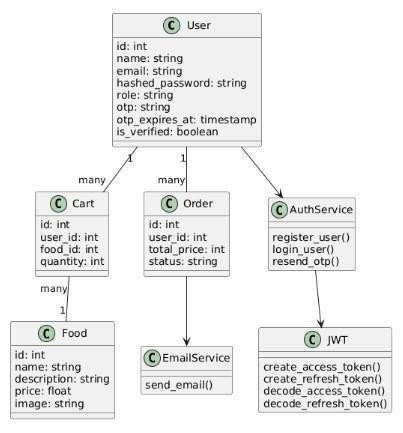 C User
id: int
name: string
email: string
hashed_password: string
role: string
otp: string
otp_expires_at: timestamp
is_verified: boolean
1
1
many
many
C Cart
id: int
user_id: int
food_id: int
quantity: int
C Order
id: int
user_id: int
total_price: int
status: string
C AuthService
register_user()
login_user()
resend_otp()
many
1
C Food
id: int
name: string
description: string
price: float
image: string
C EmailService
send_email()
C JWT
create_access_token()
create_refresh_token()
decode_access_token()
decode_refresh_token()